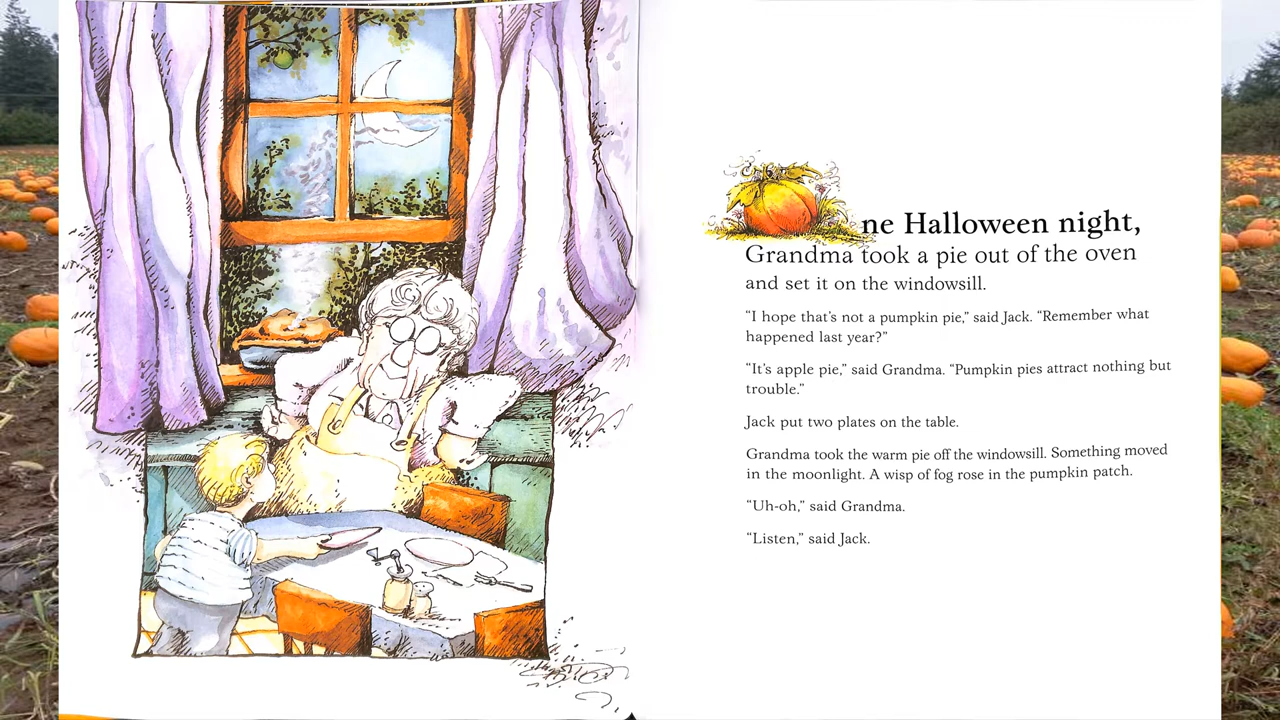 ne Halloween night,
Grandma took a pie out of the oven
and set it on the windowsill.
“I hope that’s not a pumpkin pie,” said Jack. “Remember what
happened last year?”
“It’s apple pie,” said Grandma. “Pumpkin pies attract nothing but
trouble.”
Jack put two plates on the table.
Grandma took the warm pie off the windowsill. Something moved
in the moonlight. A wisp of fog rose in the pumpkin patch.
“Uh-oh,” said Grandma.
“Listen,” said Jack.